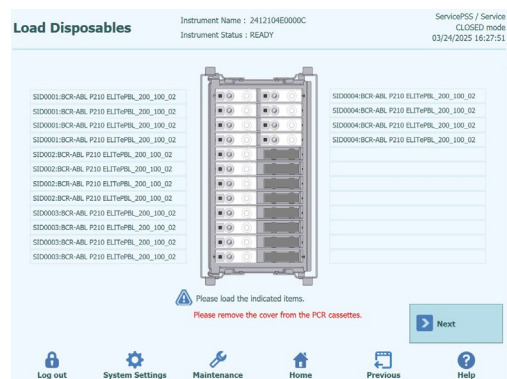 Load Disposables
Instrument Name : 2412104E0000C
Instrument Status : READY
ServicePSS / Service
CLOSED mode
03/24/2025 16:27:51
SID0001:BCR-ABL P210 ELITePBL_200_100_02
SID0001:BCR-ABL P210 ELITePBL_200_100_02
SID0001:BCR-ABL P210 ELITePBL_200_100_02
SID0001:BCR-ABL P210 ELITePBL_200_100_02
SID002:BCR-ABL P210 ELITePBL_200_100_02
SID002:BCR-ABL P210 ELITePBL_200_100_02
SID002:BCR-ABL P210 ELITePBL_200_100_02
SID002:BCR-ABL P210 ELITePBL_200_100_02
SID0003:BCR-ABL P210 ELITePBL_200_100_02
SID0003:BCR-ABL P210 ELITePBL_200_100_02
SID0003:BCR-ABL P210 ELITePBL_200_100_02
SID0003:BCR-ABL P210 ELITePBL_200_100_02
SID0004:BCR-ABL P210 ELITePBL_200_100_02
SID0004:BCR-ABL P210 ELITePBL_200_100_02
SID0004:BCR-ABL P210 ELITePBL_200_100_02
SID0004:BCR-ABL P210 ELITePBL_200_100_02
Please load the indicated items.
Please remove the cover from the PCR cassettes.
Next
Log out
System Settings
Maintenance
Home
Previous
Help